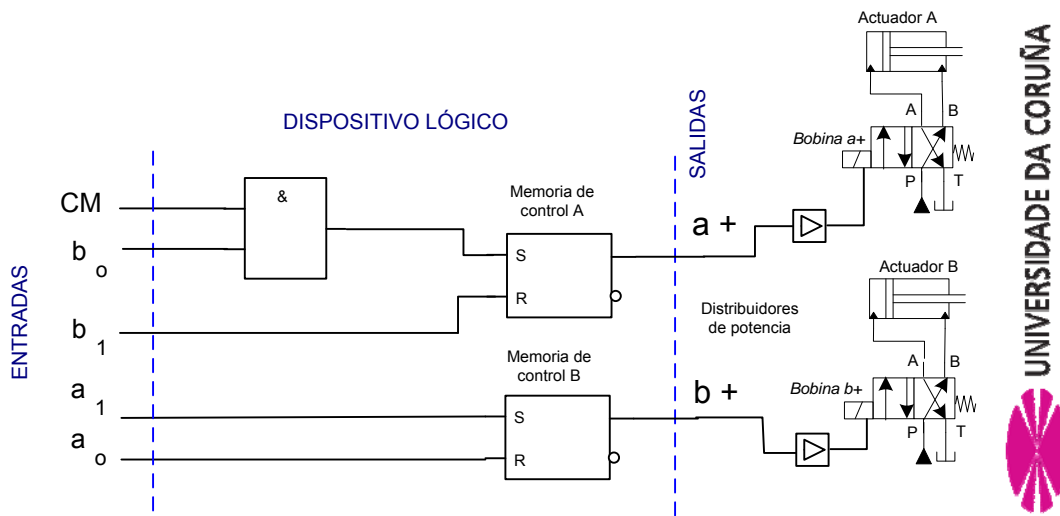 Actuador A
A B
Bobina a+
P T
DISPOSITIVO LÓGICO
SALIDAS
CM
&
Memoria de
control A
b
o
S
a +
R
b
1
ENTRADAS
Actuador B
Distribuidores
de potencia
Memoria de
control B
A B
a
1
S
b +
Bobina b+
a
o
R
P T
UNIVERSIDADE DA CORUÑA